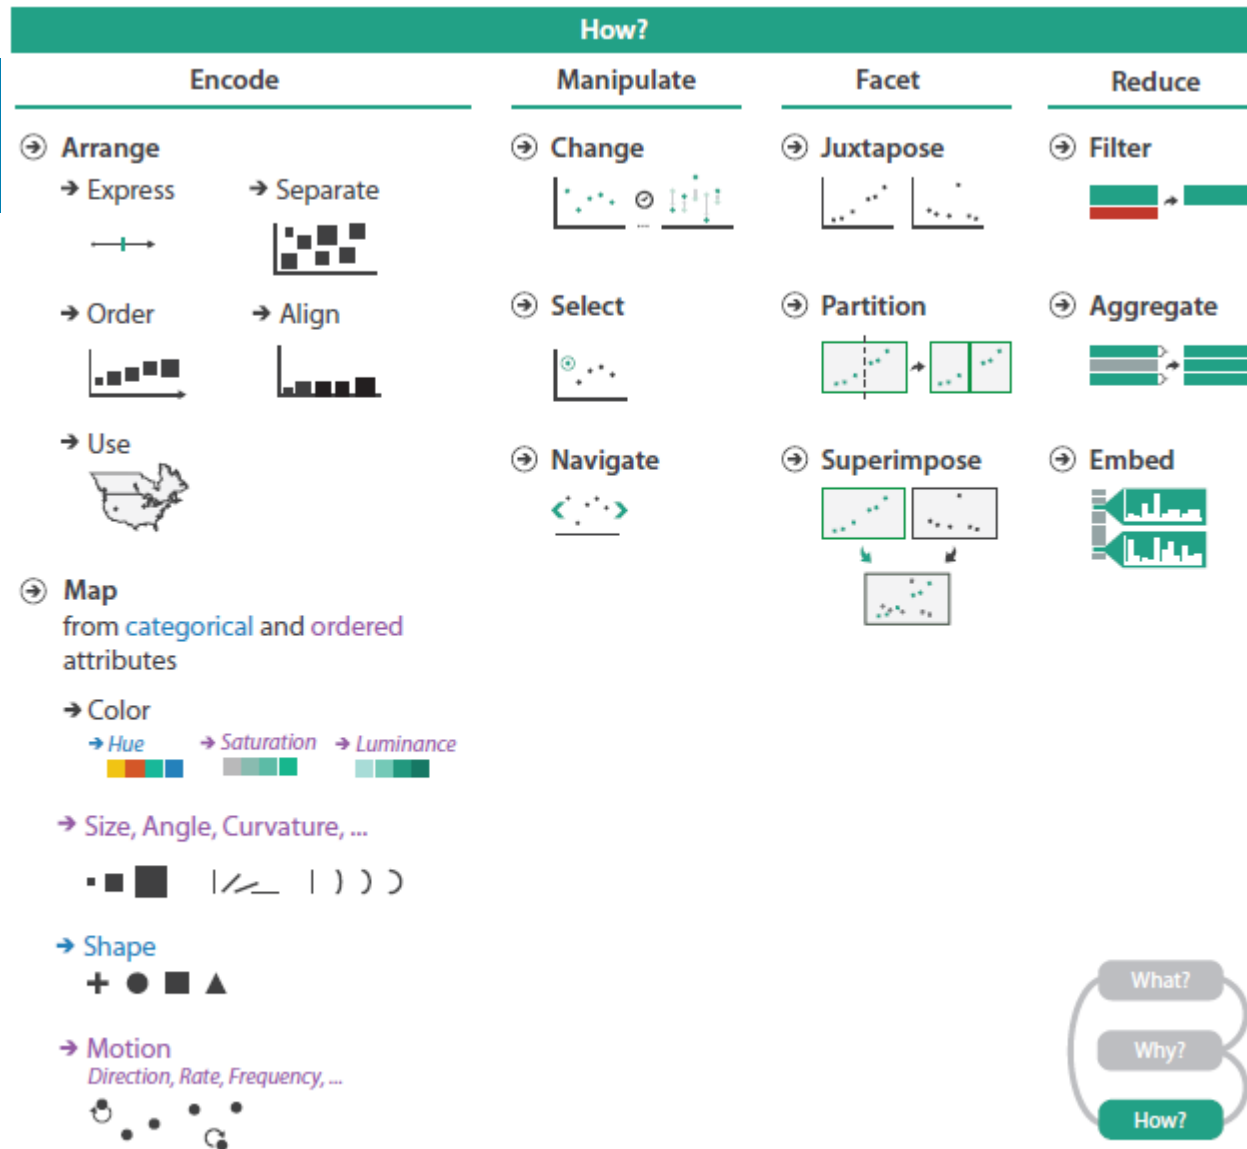 How?
Encode
Manipulate
Facet
Reduce
Arrange
Express
Separate
Order
Align
Use
Map
from categorical and ordered
attributes
Color
Hue
Saturation
Luminance
Size, Angle, Curvature, ...
Shape
Motion
Direction, Rate, Frequency, ...
Change
....
Select
Navigate
Juxtapose
Partition
Superimpose
Filter
Aggregate
Embed
What?
Why?
How?